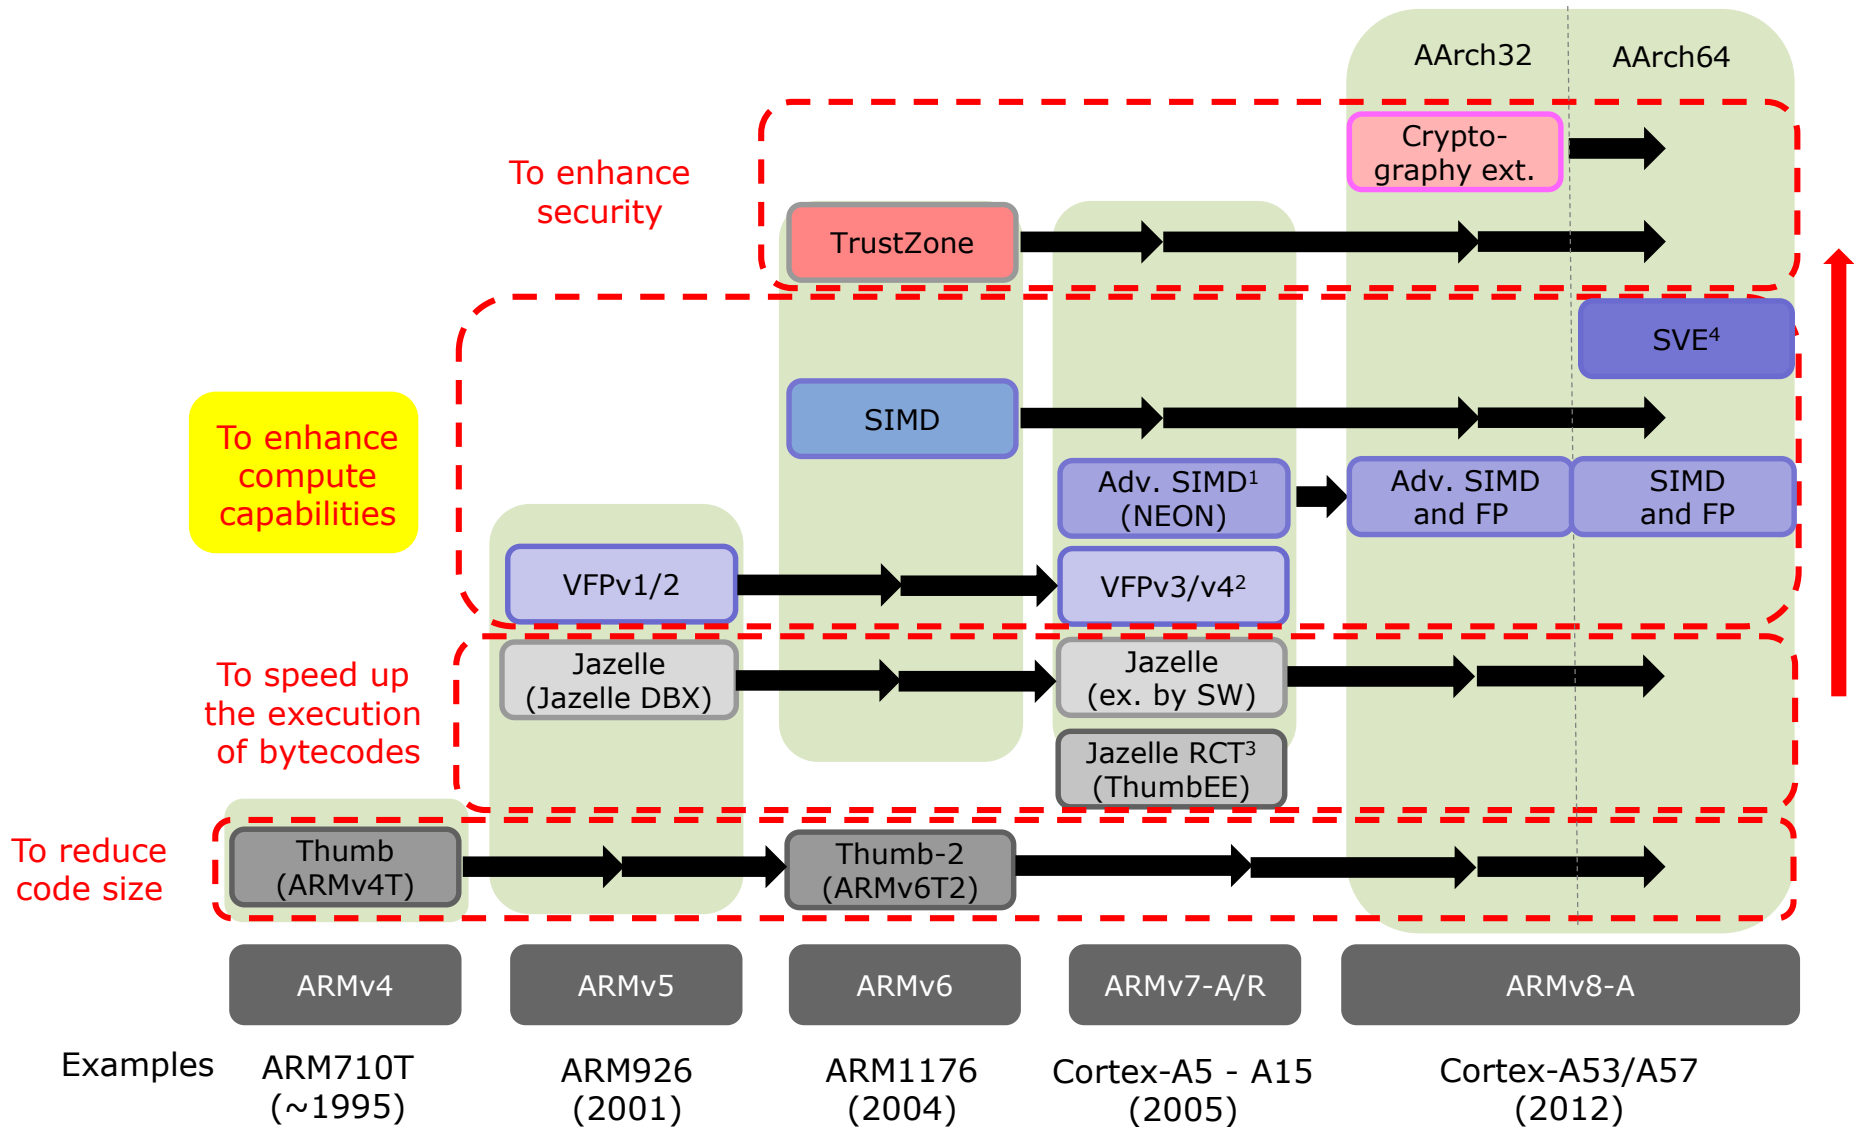 AArch32
AArch64
To enhance
security
Crypto-
graphy ext.
TrustZone
To enhance
compute
capabilities
SVE⁴
SIMD
Adv. SIMD¹
(NEON)
Adv. SIMD
and FP
SIMD
and FP
VFPv1/2
VFPv3/v4²
To speed up
the execution
of bytecodes
Jazelle
(Jazelle DBX)
Jazelle
(ex. by SW)
Jazelle RCT³
(ThumbEE)
To reduce
code size
Thumb
(ARMv4T)
Thumb-2
(ARMv6T2)
ARMv4
ARMv5
ARMv6
ARMv7-A/R
ARMv8-A
Examples
ARM710T
(~1995)
ARM926
(2001)
ARM1176
(2004)
Cortex-A5 - A15
(2005)
Cortex-A53/A57
(2012)